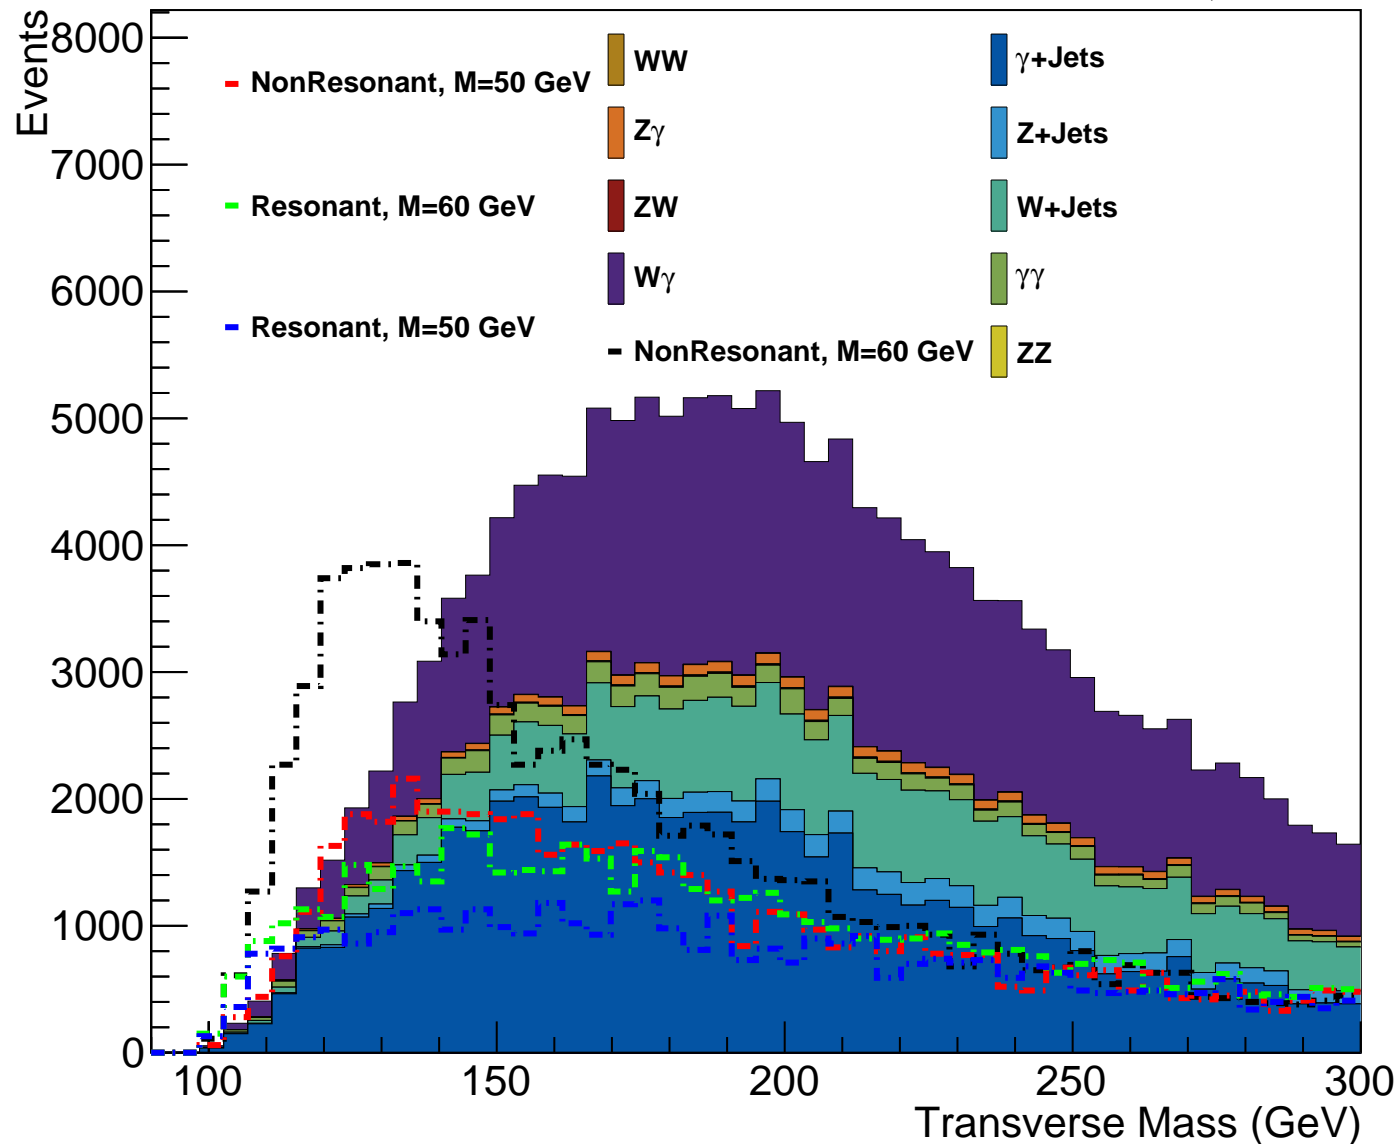 Events
8000
7000
6000
5000
4000
3000
2000
1000
0
NonResonant, M=50 GeV
Resonant, M=60 GeV
Resonant, M=50 GeV
WW
Zγ
ZW
Wγ
NonResonant, M=60 GeV
γ+Jets
Z+Jets
W+Jets
γγ
ZZ
100 150 200 250 300
Transverse Mass (GeV)